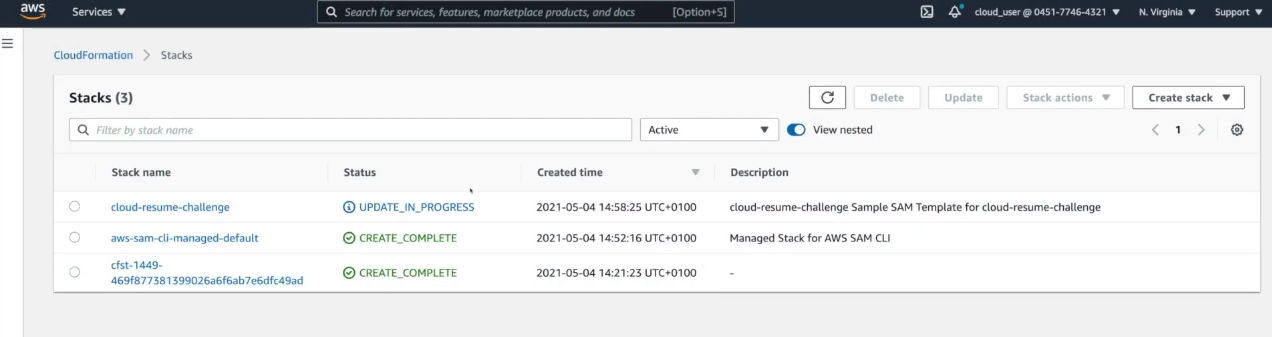 aws Services Search for services, features, marketplace products, and docs [Option+S] cloud_user @ 0451-7746-4321 N. Virginia Support
CloudFormation Stacks
Stacks (3) Delete Update Stack actions Create stack
Filter by stack name Active View nested 1
Stack name Status Created time Description
cloud-resume-challenge UPDATE_IN_PROGRESS 2021-05-04 14:58:25 UTC+0100 cloud-resume-challenge Sample SAM Template for cloud-resume-challenge
aws-sam-cli-managed-default CREATE_COMPLETE 2021-05-04 14:52:16 UTC+0100 Managed Stack for AWS SAM CLI
cfst-1449-
469f877381399026a6f6ab7e6dfc49ad CREATE_COMPLETE 2021-05-04 14:21:23 UTC+0100 -